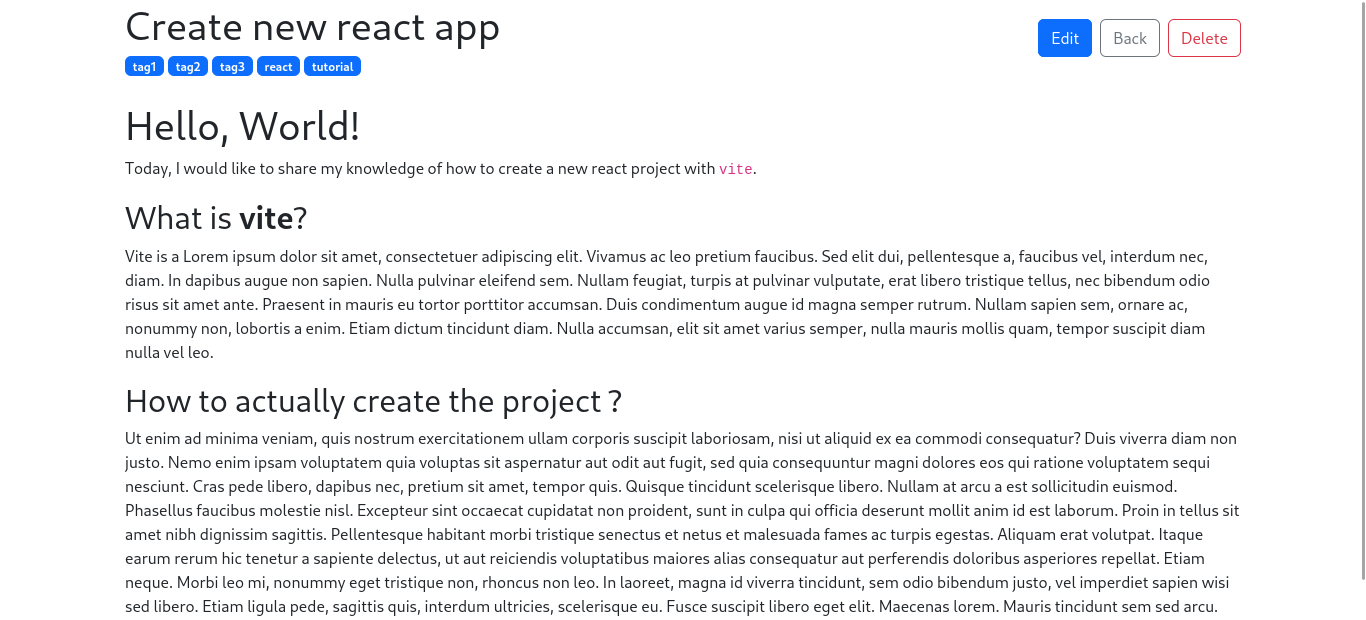 Create new react app
Edit Back Delete
tag1 tag2 tag3 react tutorial
Hello, World!
Today, I would like to share my knowledge of how to create a new react project with vite.
What is vite?
Vite is a Lorem ipsum dolor sit amet, consectetuer adipiscing elit. Vivamus ac leo pretium faucibus. Sed elit dui, pellentesque a, faucibus vel, interdum nec,
diam. In dapibus augue non sapien. Nulla pulvinar eleifend sem. Nullam feugiat, turpis at pulvinar vulputate, erat libero tristique tellus, nec bibendum odio
risus sit amet ante. Praesent in mauris eu tortor porttitor accumsan. Duis condimentum augue id magna semper rutrum. Nullam sapien sem, ornare ac,
nonummy non, lobortis a enim. Etiam dictum tincidunt diam. Nulla accumsan, elit sit amet varius semper, nulla mauris mollis quam, tempor suscipit diam
nulla vel leo.
How to actually create the project ?
Ut enim ad minima veniam, quis nostrum exercitationem ullam corporis suscipit laboriosam, nisi ut aliquid ex ea commodi consequatur? Duis viverra diam non
justo. Nemo enim ipsam voluptatem quia voluptas sit aspernatur aut odit aut fugit, sed quia consequuntur magni dolores eos qui ratione voluptatem sequi
nesciunt. Cras pede libero, dapibus nec, pretium sit amet, tempor quis. Quisque tincidunt scelerisque libero. Nullam at arcu a est sollicitudin euismod.
Phasellus faucibus molestie nisl. Excepteur sint occaecat cupidatat non proident, sunt in culpa qui officia deserunt mollit anim id est laborum. Proin in tellus sit
amet nibh dignissim sagittis. Pellentesque habitant morbi tristique senectus et netus et malesuada fames ac turpis egestas. Aliquam erat volutpat. Itaque
earum rerum hic tenetur a sapiente delectus, ut aut reiciendis voluptatibus maiores alias consequatur aut perferendis doloribus asperiores repellat. Etiam
neque. Morbi leo mi, nonummy eget tristique non, rhoncus non leo. In laoreet, magna id viverra tincidunt, sem odio bibendum justo, vel imperdiet sapien wisi
sed libero. Etiam ligula pede, sagittis quis, interdum ultricies, scelerisque eu. Fusce suscipit libero eget elit. Maecenas lorem. Mauris tincidunt sem sed arcu.